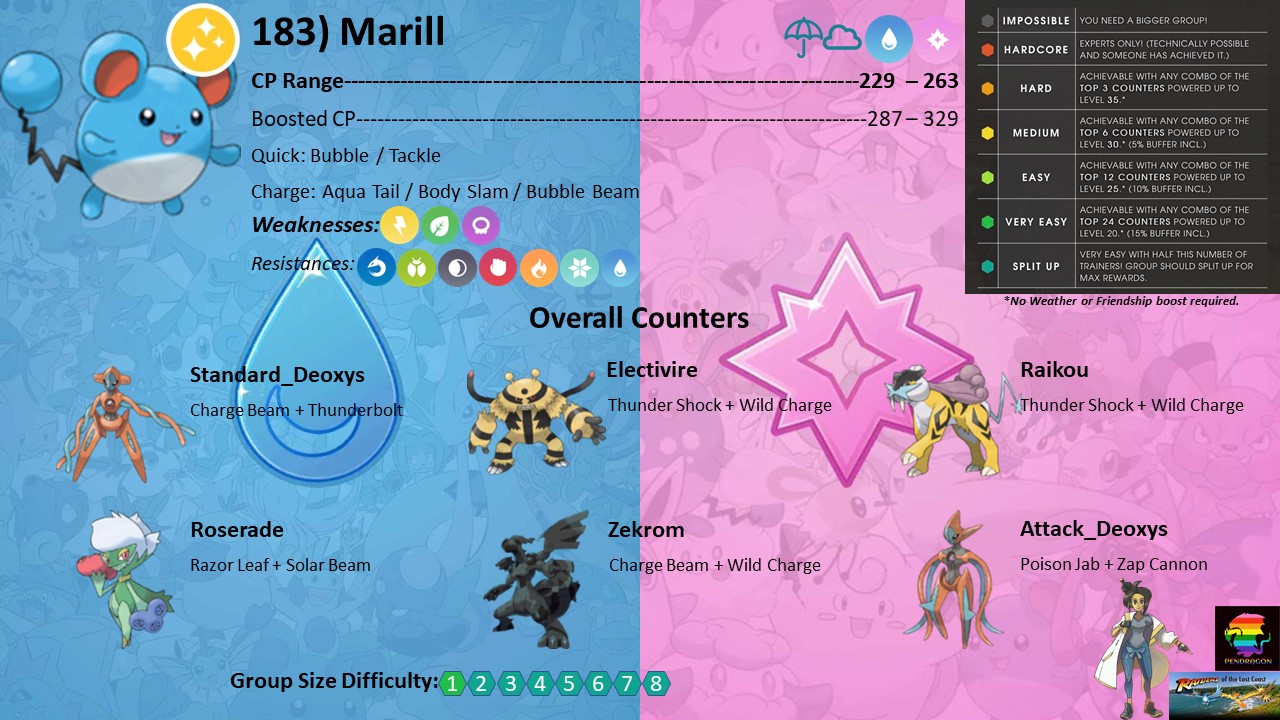 183) Marill
CP Range-----------------------------------------------------------------------------229 – 263
Boosted CP-----------------------------------------------------------------------------287 – 329
Quick: Bubble / Tackle
Charge: Aqua Tail / Body Slam / Bubble Beam
Weaknesses:
Resistances:
IMPOSSIBLE YOU NEED A BIGGER GROUP!
HARDCORE EXPERTS ONLY! (TECHNICALLY POSSIBLE
AND SOMEONE HAS ACHIEVED IT.)
HARD ACHIEVABLE WITH ANY COMBO OF THE
TOP 3 COUNTERS POWERED UP TO
LEVEL 35.*
MEDIUM ACHIEVABLE WITH ANY COMBO OF THE
TOP 6 COUNTERS POWERED UP TO
LEVEL 30.* (5% BUFFER INCL.)
EASY ACHIEVABLE WITH ANY COMBO OF THE
TOP 12 COUNTERS POWERED UP TO
LEVEL 25.* (10% BUFFER INCL.)
VERY EASY ACHIEVABLE WITH ANY COMBO OF THE
TOP 24 COUNTERS POWERED UP TO
LEVEL 20.* (15% BUFFER INCL.)
SPLIT UP VERY EASY WITH HALF THIS NUMBER OF
TRAINERS! GROUP SHOULD SPLIT UP FOR
MAX REWARDS.
*No Weather or Friendship boost required.
Overall Counters
Standard_Deoxys
Charge Beam + Thunderbolt
Electivire
Thunder Shock + Wild Charge
Raikou
Thunder Shock + Wild Charge
Roserade
Razor Leaf + Solar Beam
Zekrom
Charge Beam + Wild Charge
Attack_Deoxys
Poison Jab + Zap Cannon
Group Size Difficulty: 1 2 3 4 5 6 7 8
PENDRAGON
RAIDERS of the Lost Coast